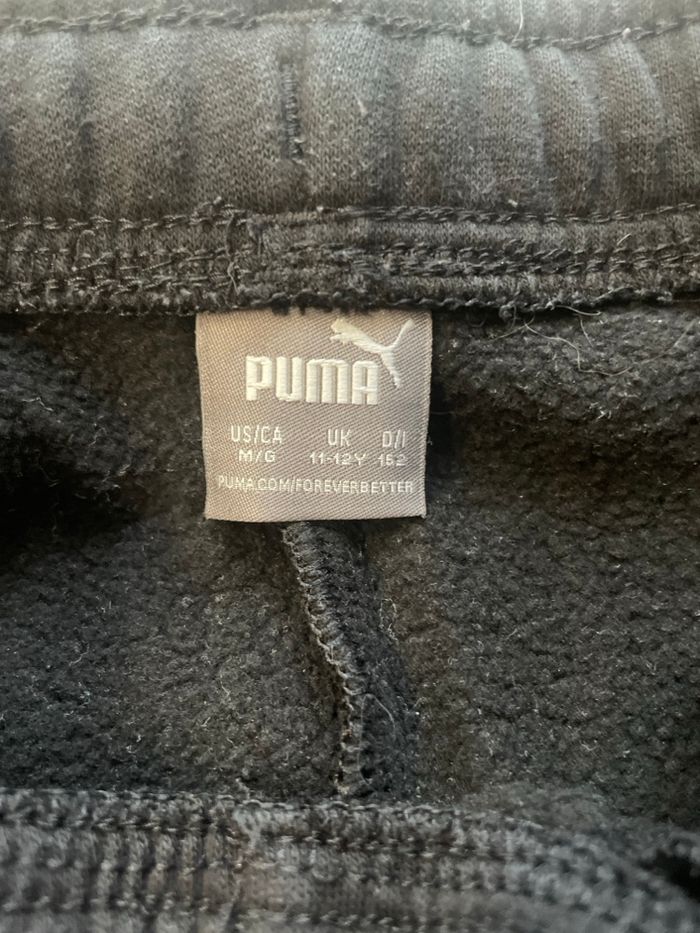 PUMA
US/CA UK D/I
M/G 11-12Y 152
PUMA.COM/FOREVERBETTER